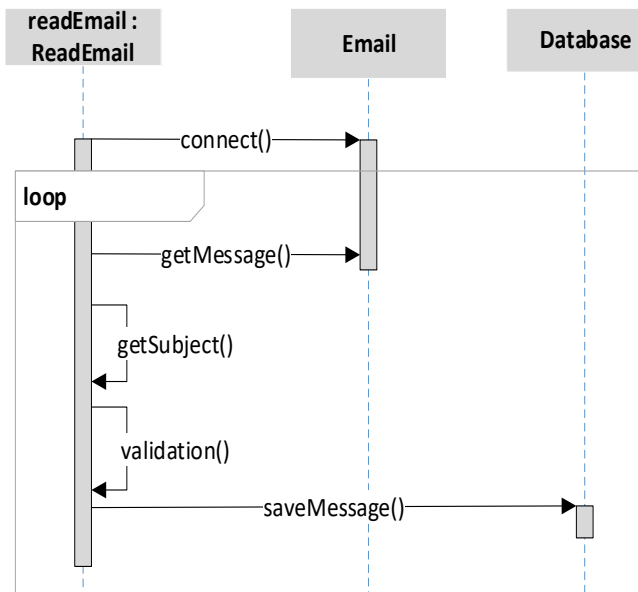 readEmail :
ReadEmail
Email
Database
connect()
loop
getMessage()
getSubject()
validation()
saveMessage()